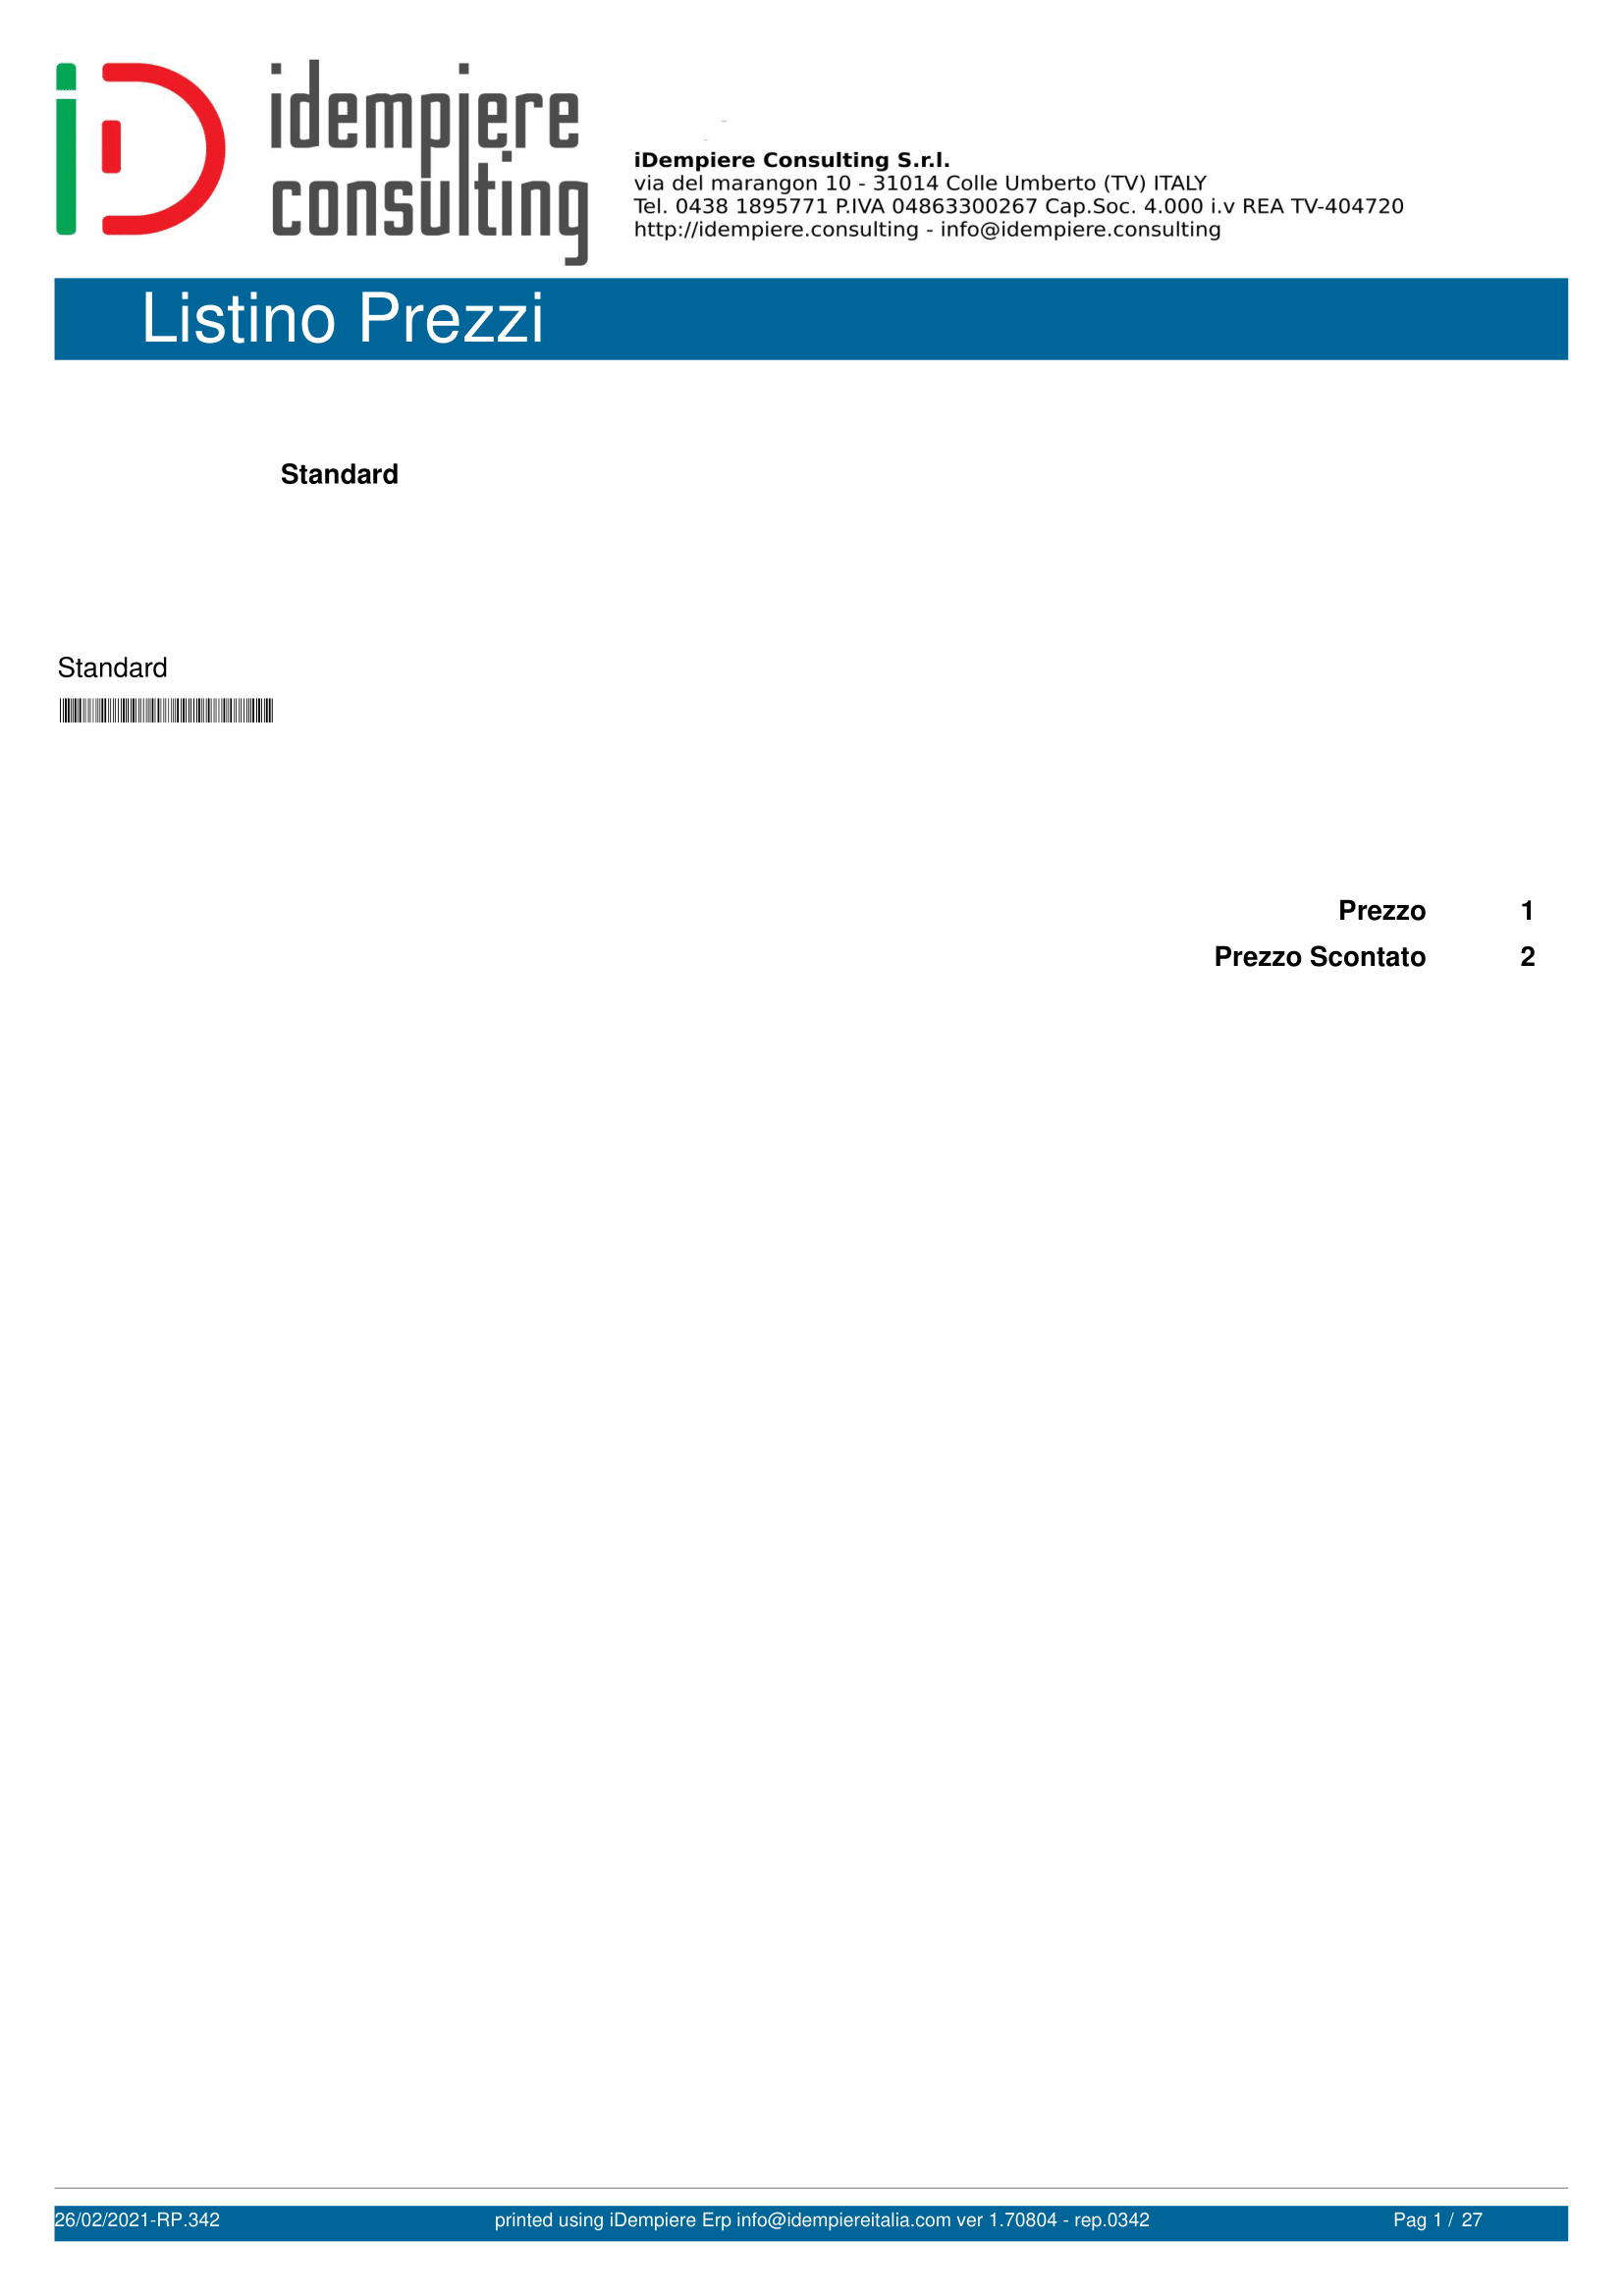 idempiere
consulting
iDempiere Consulting S.r.l.
via del marangon 10 - 31014 Colle Umberto (TV) ITALY
Tel. 0438 1895771 P.IVA 04863300267 Cap.Soc. 4.000 i.v REA TV-404720
http://idempiere.consulting - info@idempiere.consulting
Listino Prezzi
Standard
Standard
Prezzo 1
Prezzo Scontato 2
26/02/2021-RP.342 printed using iDempiere Erp info@idempiereitalia.com ver 1.70804 - rep.0342 Pag 1 / 27